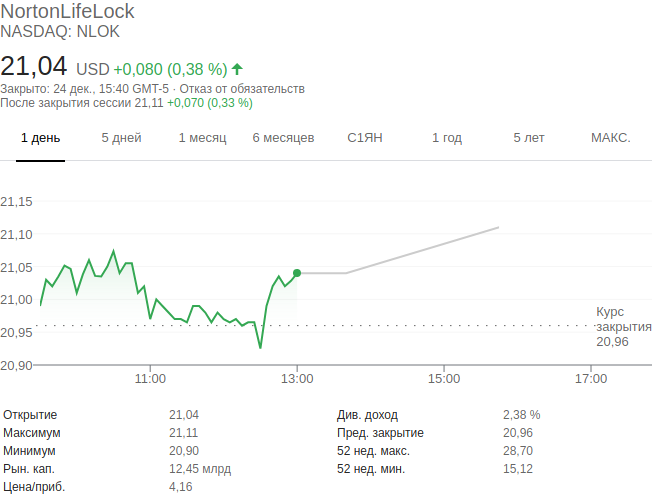 NortonLifeLock
NASDAQ: NLOK
21,04 USD +0,080 (0,38 %)
Закрыто: 24 дек., 15:40 GMT-5 · Отказ от обязательств
После закрытия сессии 21,11 +0,070 (0,33 %)
1 день 5 дней 1 месяц 6 месяцев С1ЯН 1 год 5 лет МАКС.
21,15
21,10
21,05
21,00
Курс
закрытия
20,95
20,96
20,90
11:00 13:00 15:00 17:00
Открытие 21,04 Див. доход 2,38 %
Максимум 21,11 Пред. закрытие 20,96
Минимум 20,90 52 нед. макс. 28,70
Рын. кап. 12,45 млрд 52 нед. мин. 15,12
Цена/приб. 4,16